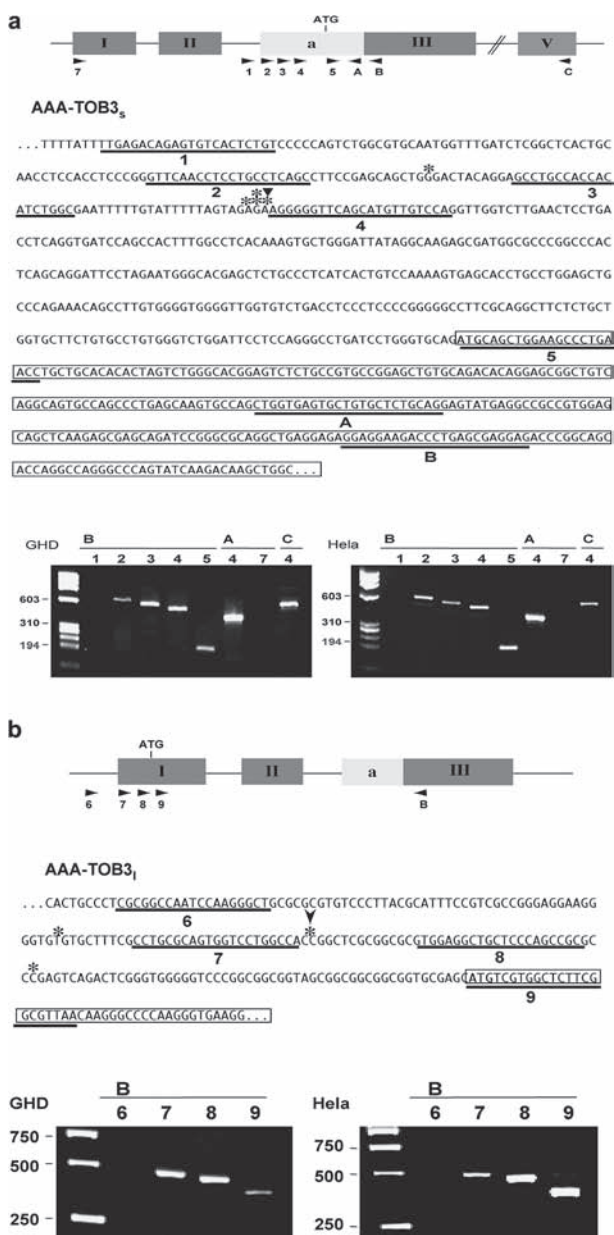 a
ATG
I II a III V
7 1 2 3 4 5 A B C
AAA-TOB3s
...TTTTATTTTGAGACAGAGTGTCACTCTGTCCCCCAGTCTGGCGTGCAATGGTTTGATCTCGGCTCACTGC
1
AACCTCCACCTCCCGGGTTCAACCTCCTGCCTCAGCCTTCCGAGCAGCTGGGACTACAGGAGCCTGCCACCAC
2 * 3
ATCTGGCGAATTTTTGTATTTTTAGTAGAGAAGGGGGTTCAGCATGTTGTCCAGGTTGGTCTTGAACTCCTGA
4
CCTCAGGTGATCCAGCCACTTTGGCCTCACAAAGTGCTGGGATTATAGGCAAGAGCGATGGCGCCCGGCCCAC
TCAGCAGGATTCCTAGAATGGGCACGAGCTCTGCCCTCATCACTGTCCAAAAGTGAGCACCTGCCTGGAGCTG
CCCAGAAACAGCCTTGTGGGGTGGGGTTGGTGTCTGACCTCCCTCCCCGGGGGCCTTCGCAGGCTTCTCTGCT
GGTGCTTCTGTGCCTGTGGGTCTGGATTCCTCCAGGGCCTGATCCTGGGTGCAGATGCAGCTGGAAGCCCTGA
5
ACCTGCTGCACACACTAGTCTGGGCACGGAGTCTCTGCCGTGCCGGAGCTGTGCAGACACAGGAGCGGCTGTC
AGGCAGTGCCAGCCCTGAGCAAGTGCCAGCTGGTGAGTGCTGTGCTCTGCAGGAGTATGAGGCCGCCGTGGAG
A
CAGCTCAAGAGCGAGCAGATCCGGGCGCAGGCTGAGGAGAGGAGGAAGACCCTGAGCGAGGAGACCCGGCAGC
B
ACCAGGCCAGGGCCCAGTATCAAGACAAGCTGGC...
GHD B A C
1 2 3 4 5 4 7 4
603
310
194
Hela B A C
1 2 3 4 5 4 7 4
603
310
194
b
ATG
I II a III
6 7 8 9 B
AAA-TOB3l
...CACTGCCCTCGCGGCCAATCCAAGGGCTGCGCGCGTGTCCCTTACGCATTTCCGTCGCCGGGAGGAAGG
6
GGTGTGTGCTTTCGCCTGCGCAGTGGTCCTGGCCACCGGCTCGCGGCGCGTGGAGGCTGCTCCCAGCCGCGC
7 8
CCGAGTCAGACTCGGGTGGGGGTCCCGGCGGCGGTAGCGGCGGCGGCGGTGCGAGCATGTCGTGGCTCTTCG
9
GCGTTAACAAGGGCCCCAAGGGTGAAGG...
GHD B
6 7 8 9
750
500
250
Hela B
6 7 8 9
750
500
250